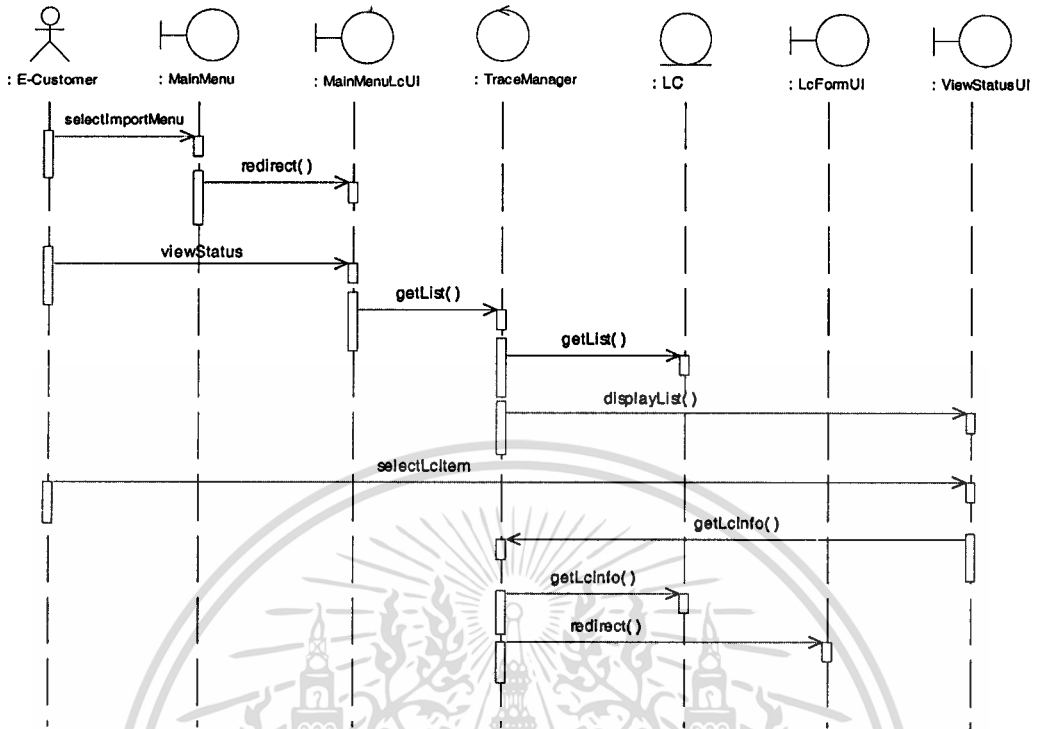 : E-Customer
: MainMenu
: MainMenuLcUI
: TraceManager
: LC
: LcFormUI
: ViewStatusUI
selectImportMenu
redirect( )
viewStatus
getList( )
getList( )
displayList( )
selectLcItem
getLcInfo( )
getLcInfo( )
redirect( )